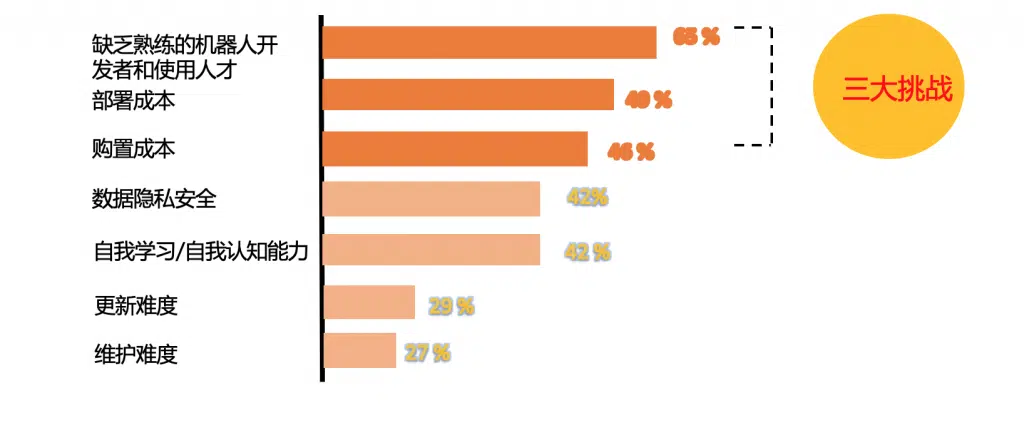 缺乏熟练的机器人开
发者和使用人才
部署成本
购置成本
46 %
数据隐私安全
42%
自我学习/自我认知能力
42 %
更新难度
29 %
维护难度
27 %
三大挑战